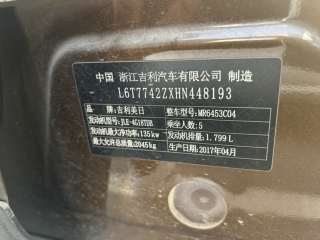 中国 浙江吉利汽车有限公司 制造
L6T7742ZXHN448193
品牌:吉利美日 整车型号:MR6453C04
发动机型号:JLE-4G18TDB 乘坐人数:5
发动机最大净功率:135kw 发动机排量:1.799L
最大允许总质量:2045kg 生产日期:2017年04月